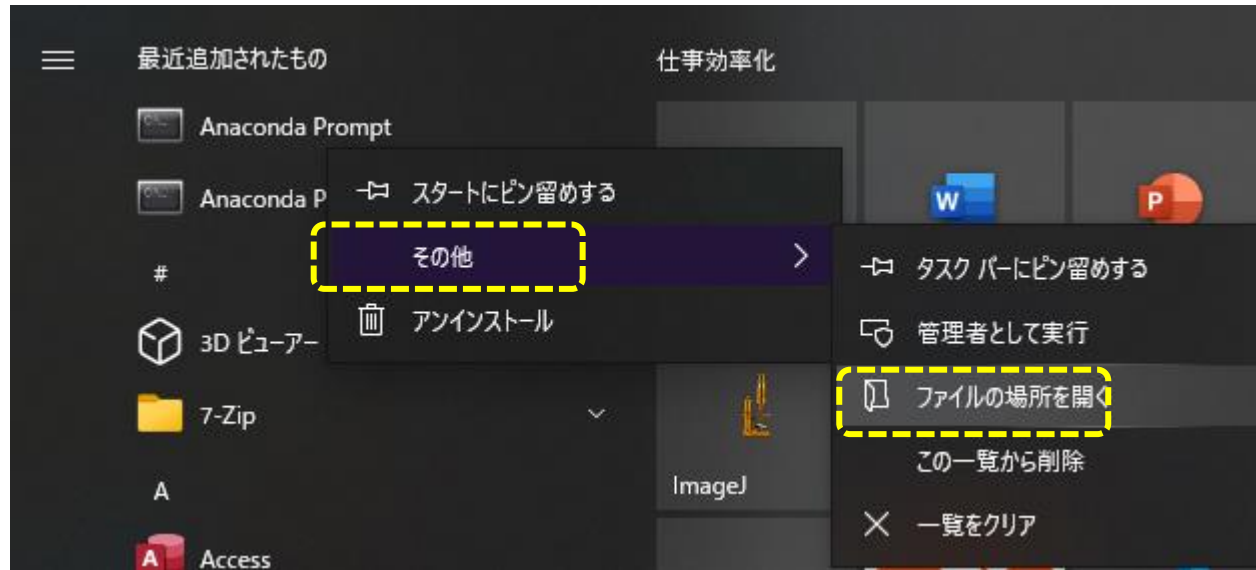 最近追加されたもの
仕事効率化
Anaconda Prompt
Anaconda P
スタートにピン留めする
その他
アンインストール
#
3D ビューアー
7-Zip
A
Access
W
P
タスク バーにピン留めする
管理者として実行
ファイルの場所を開く
この一覧から削除
一覧をクリア
ImageJ
A